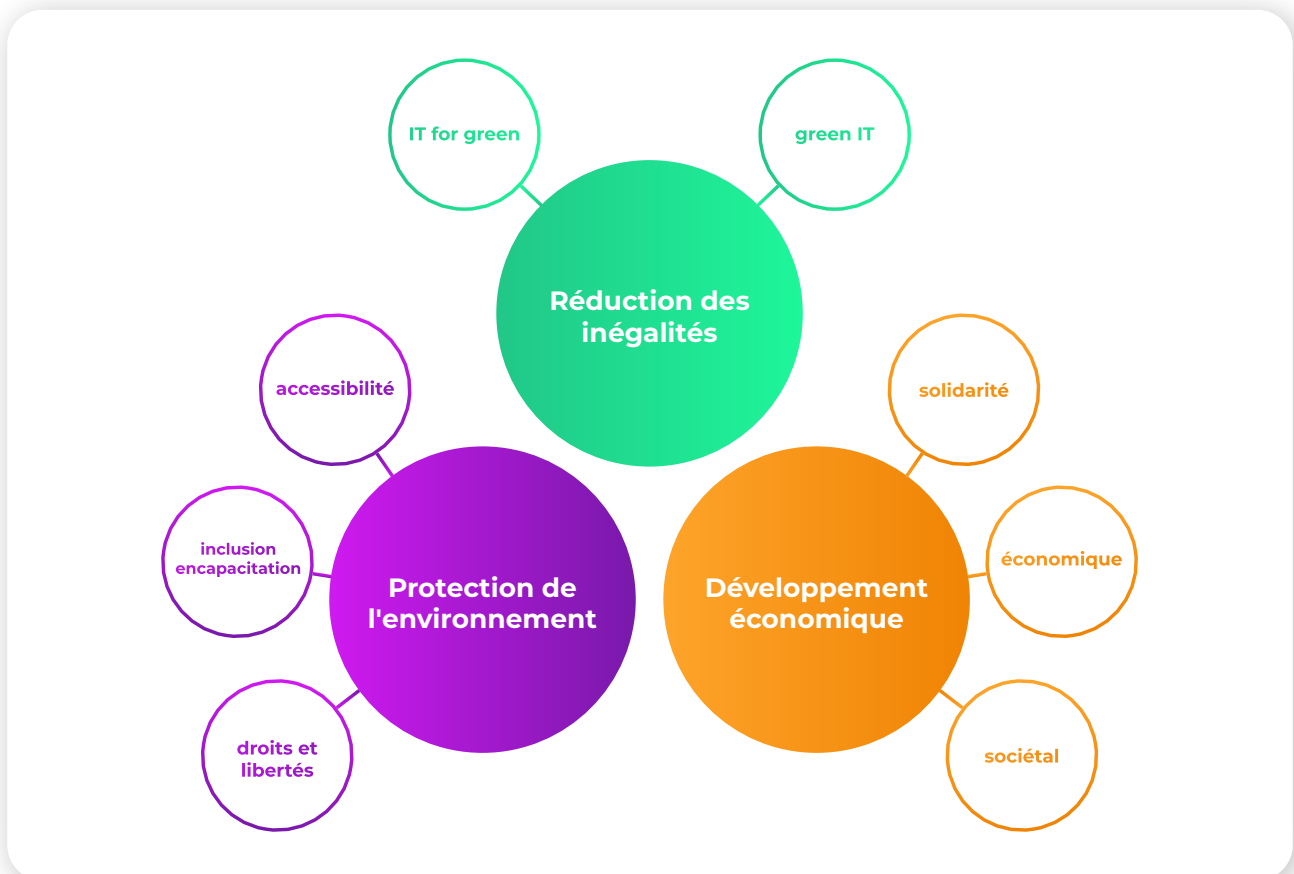 IT for green
green IT
Réduction des
inégalités
accessibilité
solidarité
inclusion
encapacitation
économique
Protection de
l'environnement
Développement
économique
droits et
libertés
sociétal